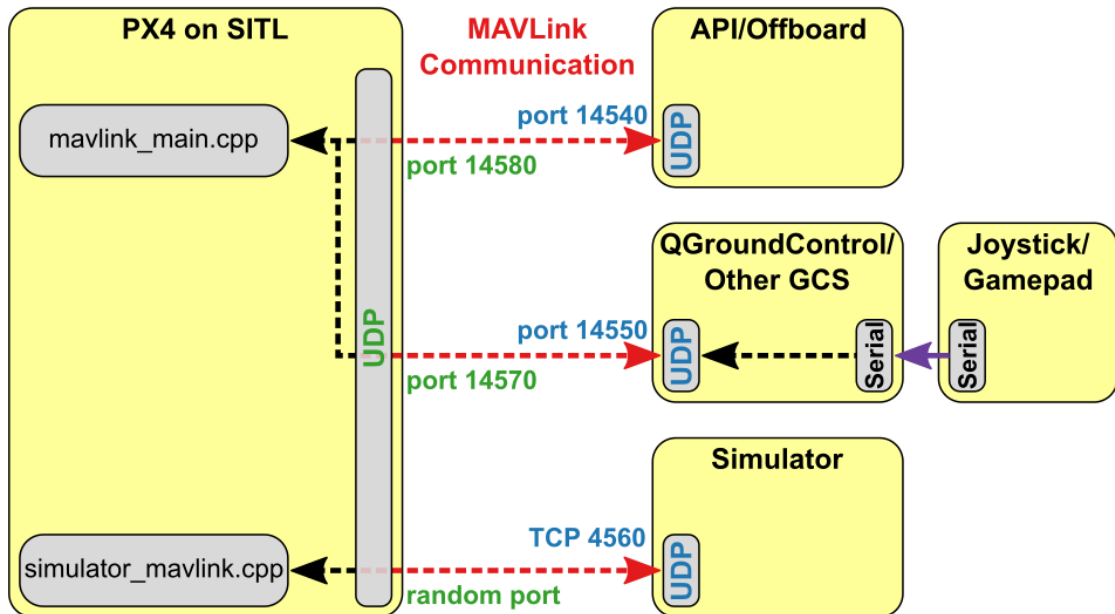 PX4 on SITL
mavlink_main.cpp
UDP
simulator_mavlink.cpp
MAVLink
Communication
port 14540
port 14580
port 14550
port 14570
TCP 4560
random port
API/Offboard
UDP
QGroundControl/
Other GCS
UDP
Serial
Joystick/
Gamepad
Serial
Simulator
UDP